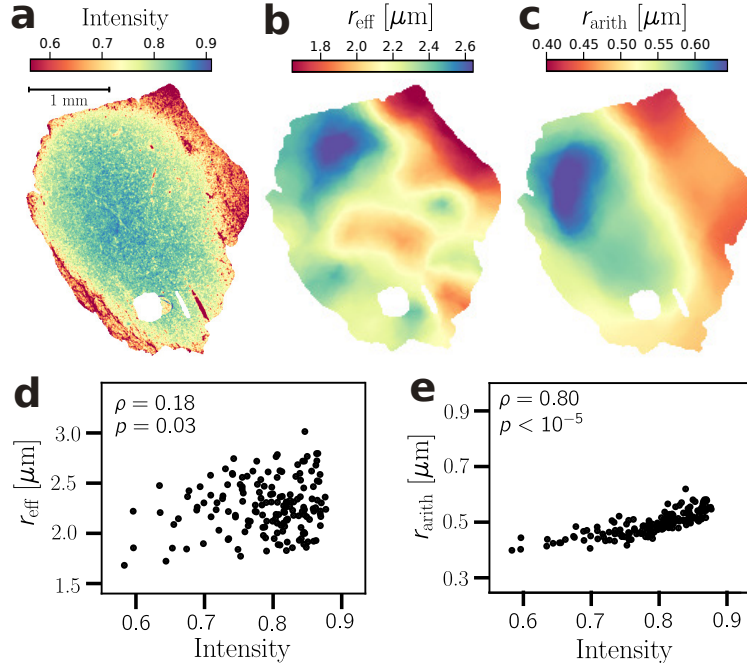 a Intensity
0.6 0.7 0.8 0.9
1 mm
b r_eff [μm]
1.8 2.0 2.2 2.4 2.6
c r_arith [μm]
0.40 0.45 0.50 0.55 0.60
d
ρ = 0.18
p = 0.03
r_eff [μm]
3.0
2.5
2.0
1.5
0.6 0.7 0.8 0.9
Intensity
e
ρ = 0.80
p < 10⁻⁵
r_arith [μm]
0.9
0.7
0.5
0.3
0.6 0.7 0.8 0.9
Intensity